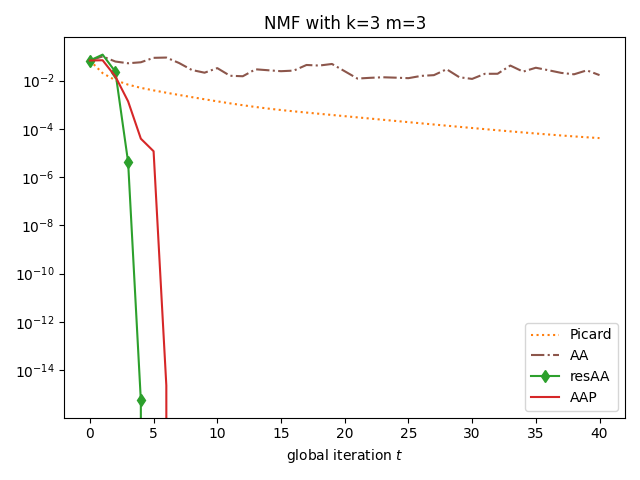 NMF with k=3 m=3
10⁻²
10⁻⁴
10⁻⁶
10⁻⁸
10⁻¹⁰
10⁻¹²
10⁻¹⁴
Picard
AA
resAA
AAP
0 5 10 15 20 25 30 35 40
global iteration t